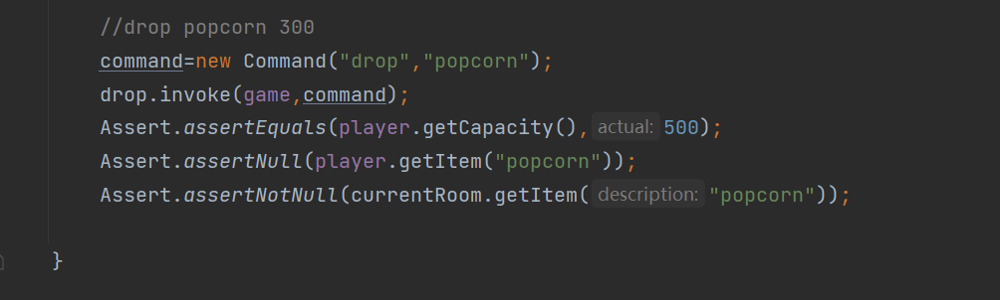 //drop popcorn 300
command=new Command("drop","popcorn");
drop.invoke(game,command);
Assert.assertEquals(player.getCapacity(), actual: 500);
Assert.assertNull(player.getItem("popcorn"));
Assert.assertNotNull(currentRoom.getItem( description: "popcorn"));
}